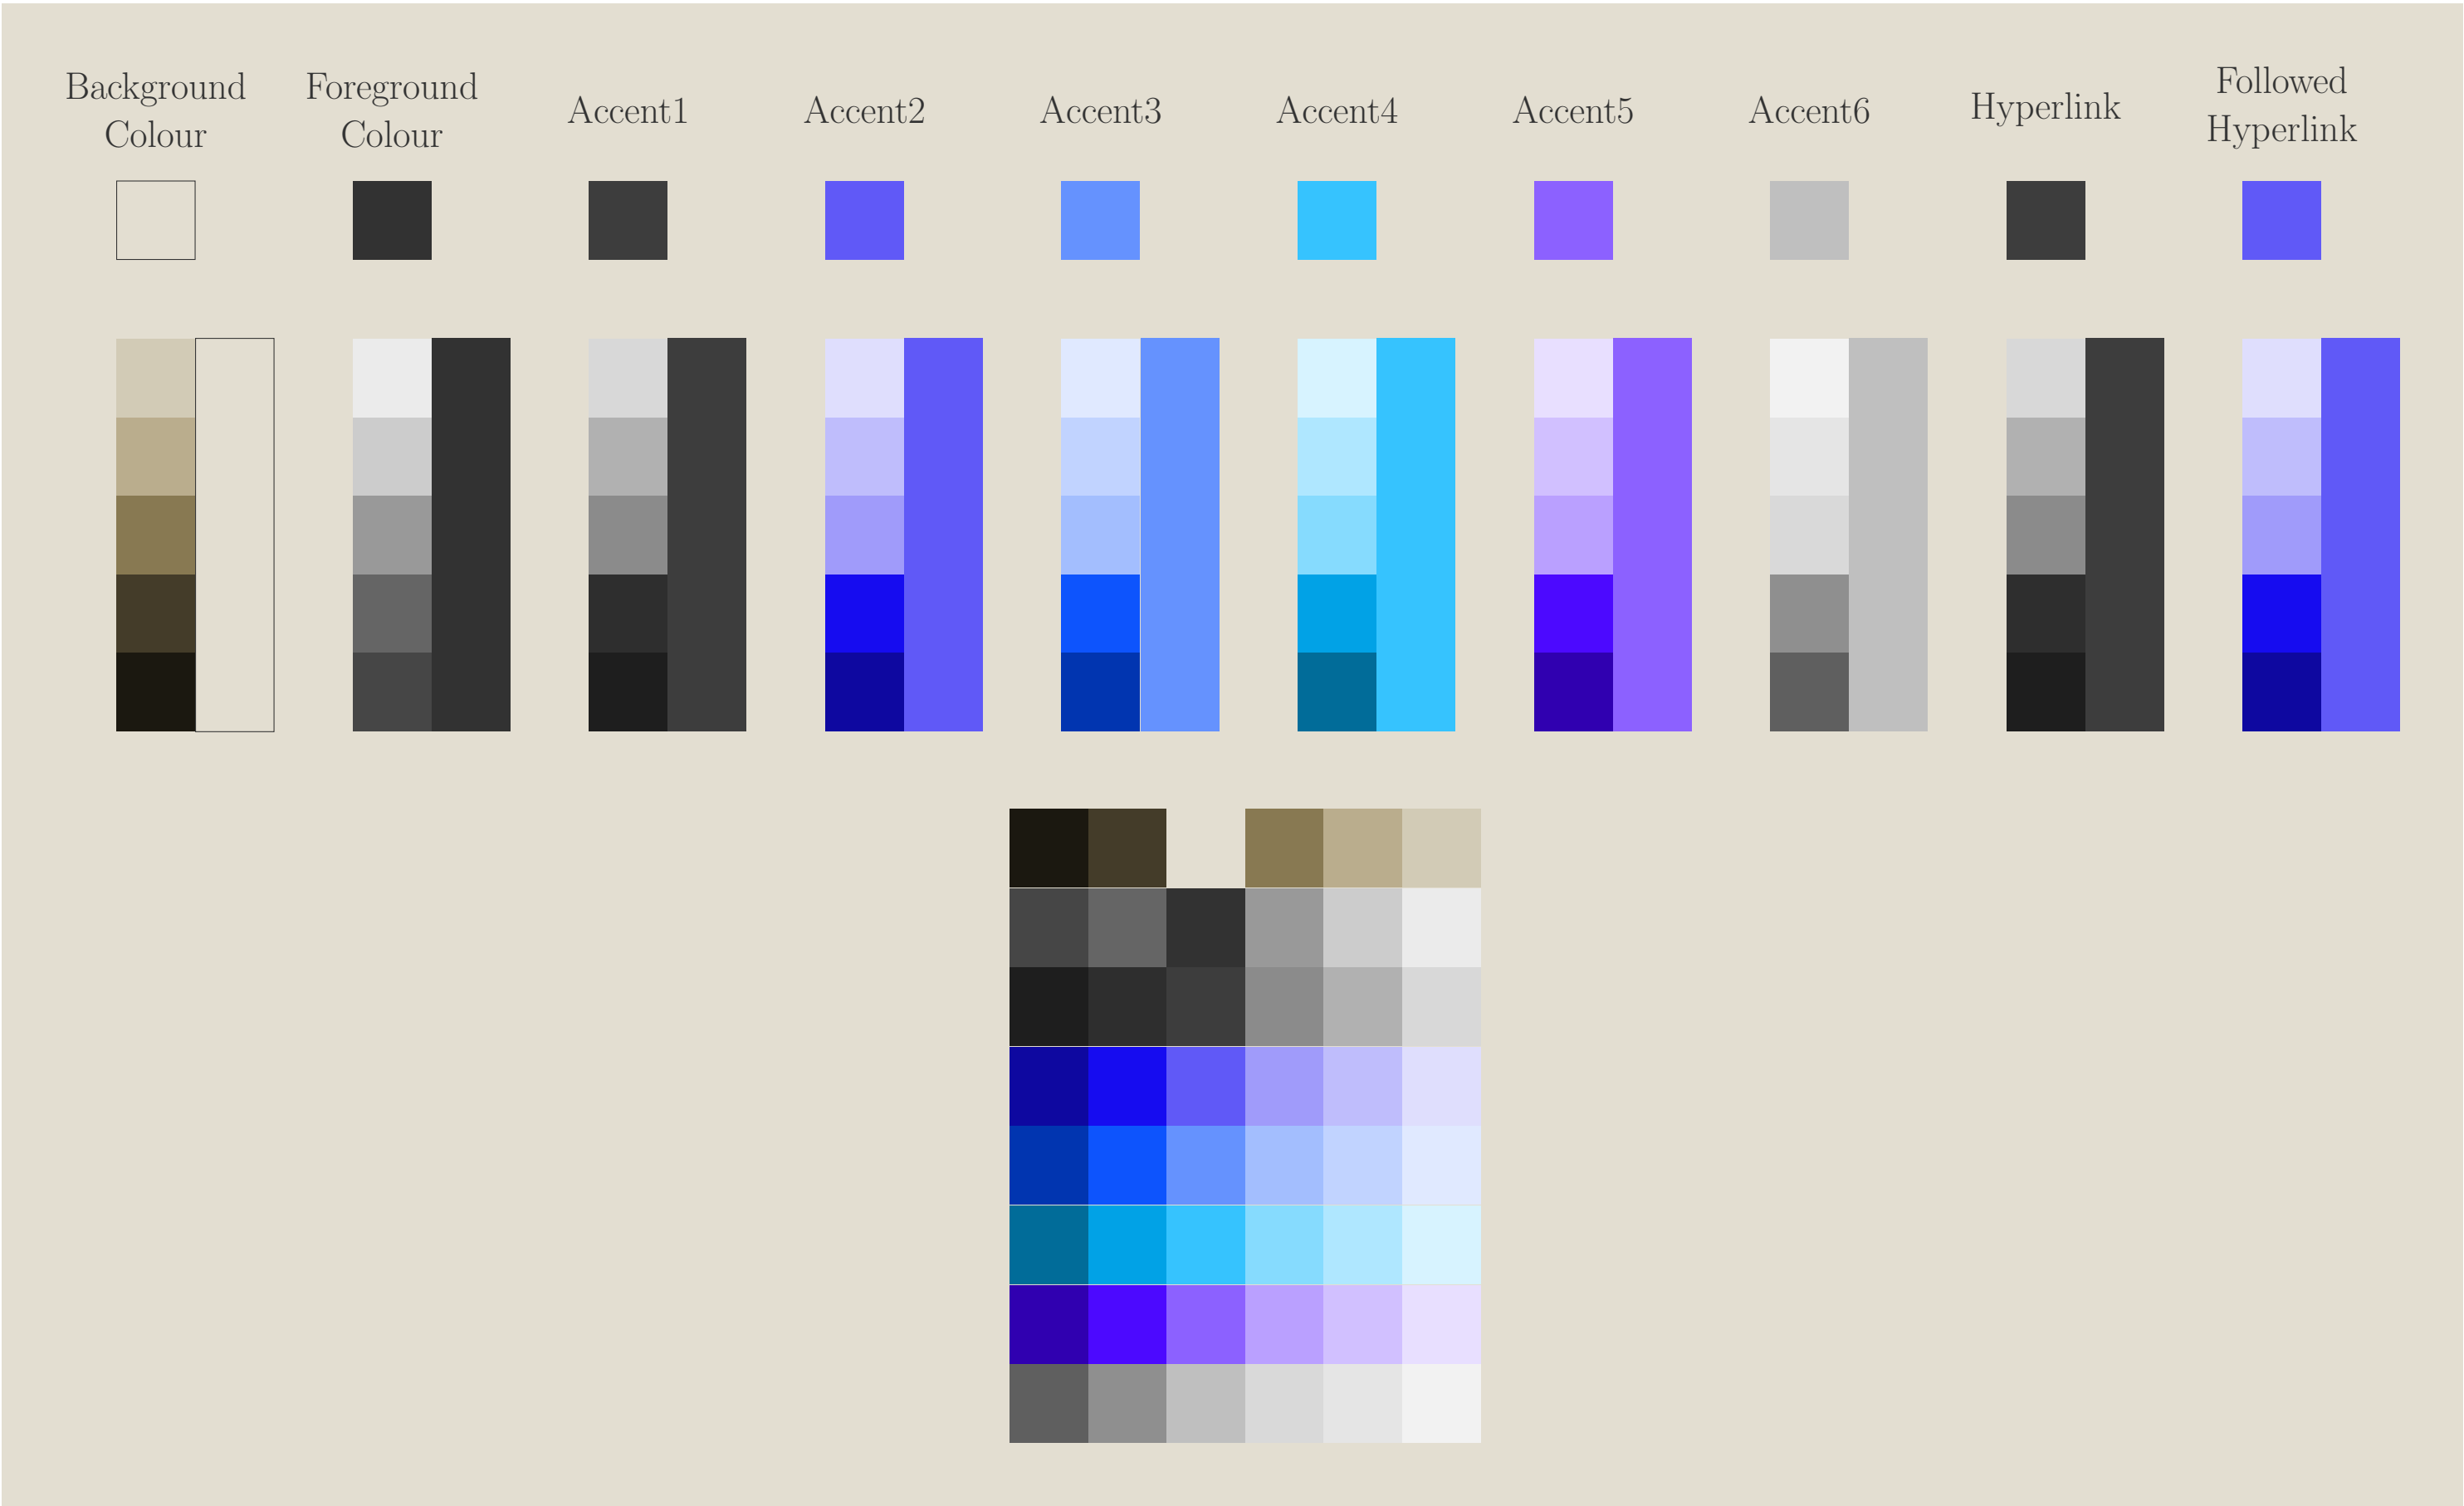 Background
Colour
Foreground
Colour
Accent1
Accent2
Accent3
Accent4
Accent5
Accent6
Hyperlink
Followed
Hyperlink